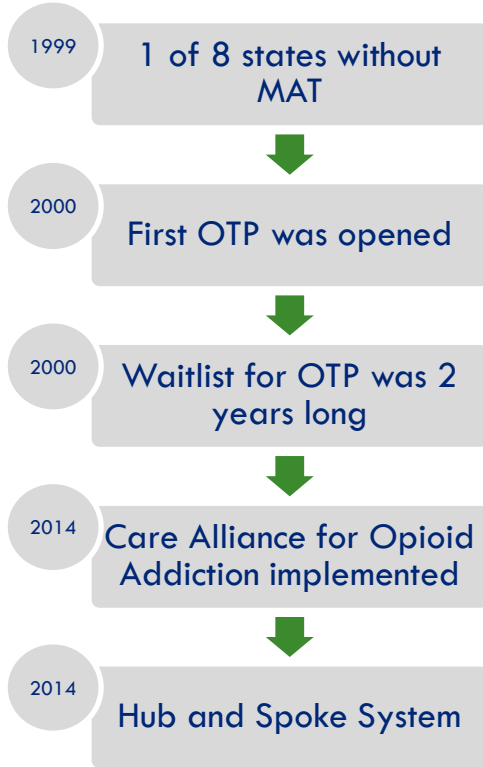 1999
1 of 8 states without
MAT
2000
First OTP was opened
2000
Waitlist for OTP was 2
years long
2014
Care Alliance for Opioid
Addiction implemented
2014
Hub and Spoke System